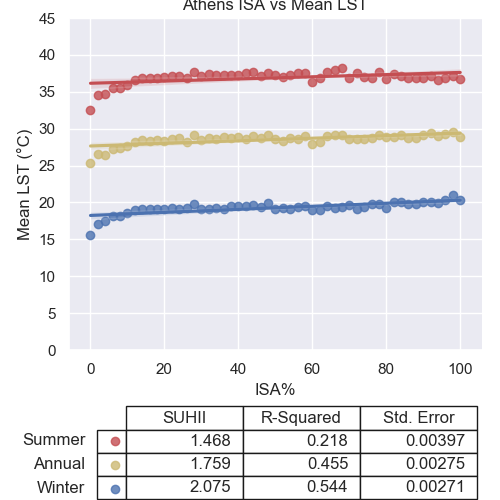 Athens ISA vs Mean LST
45
40
35
30
25
20
15
10
5
0
Mean LST (°C)
0 20 40 60 80 100
ISA%
SUHII R-Squared Std. Error
Summer 1.468 0.218 0.00397
Annual 1.759 0.455 0.00275
Winter 2.075 0.544 0.00271